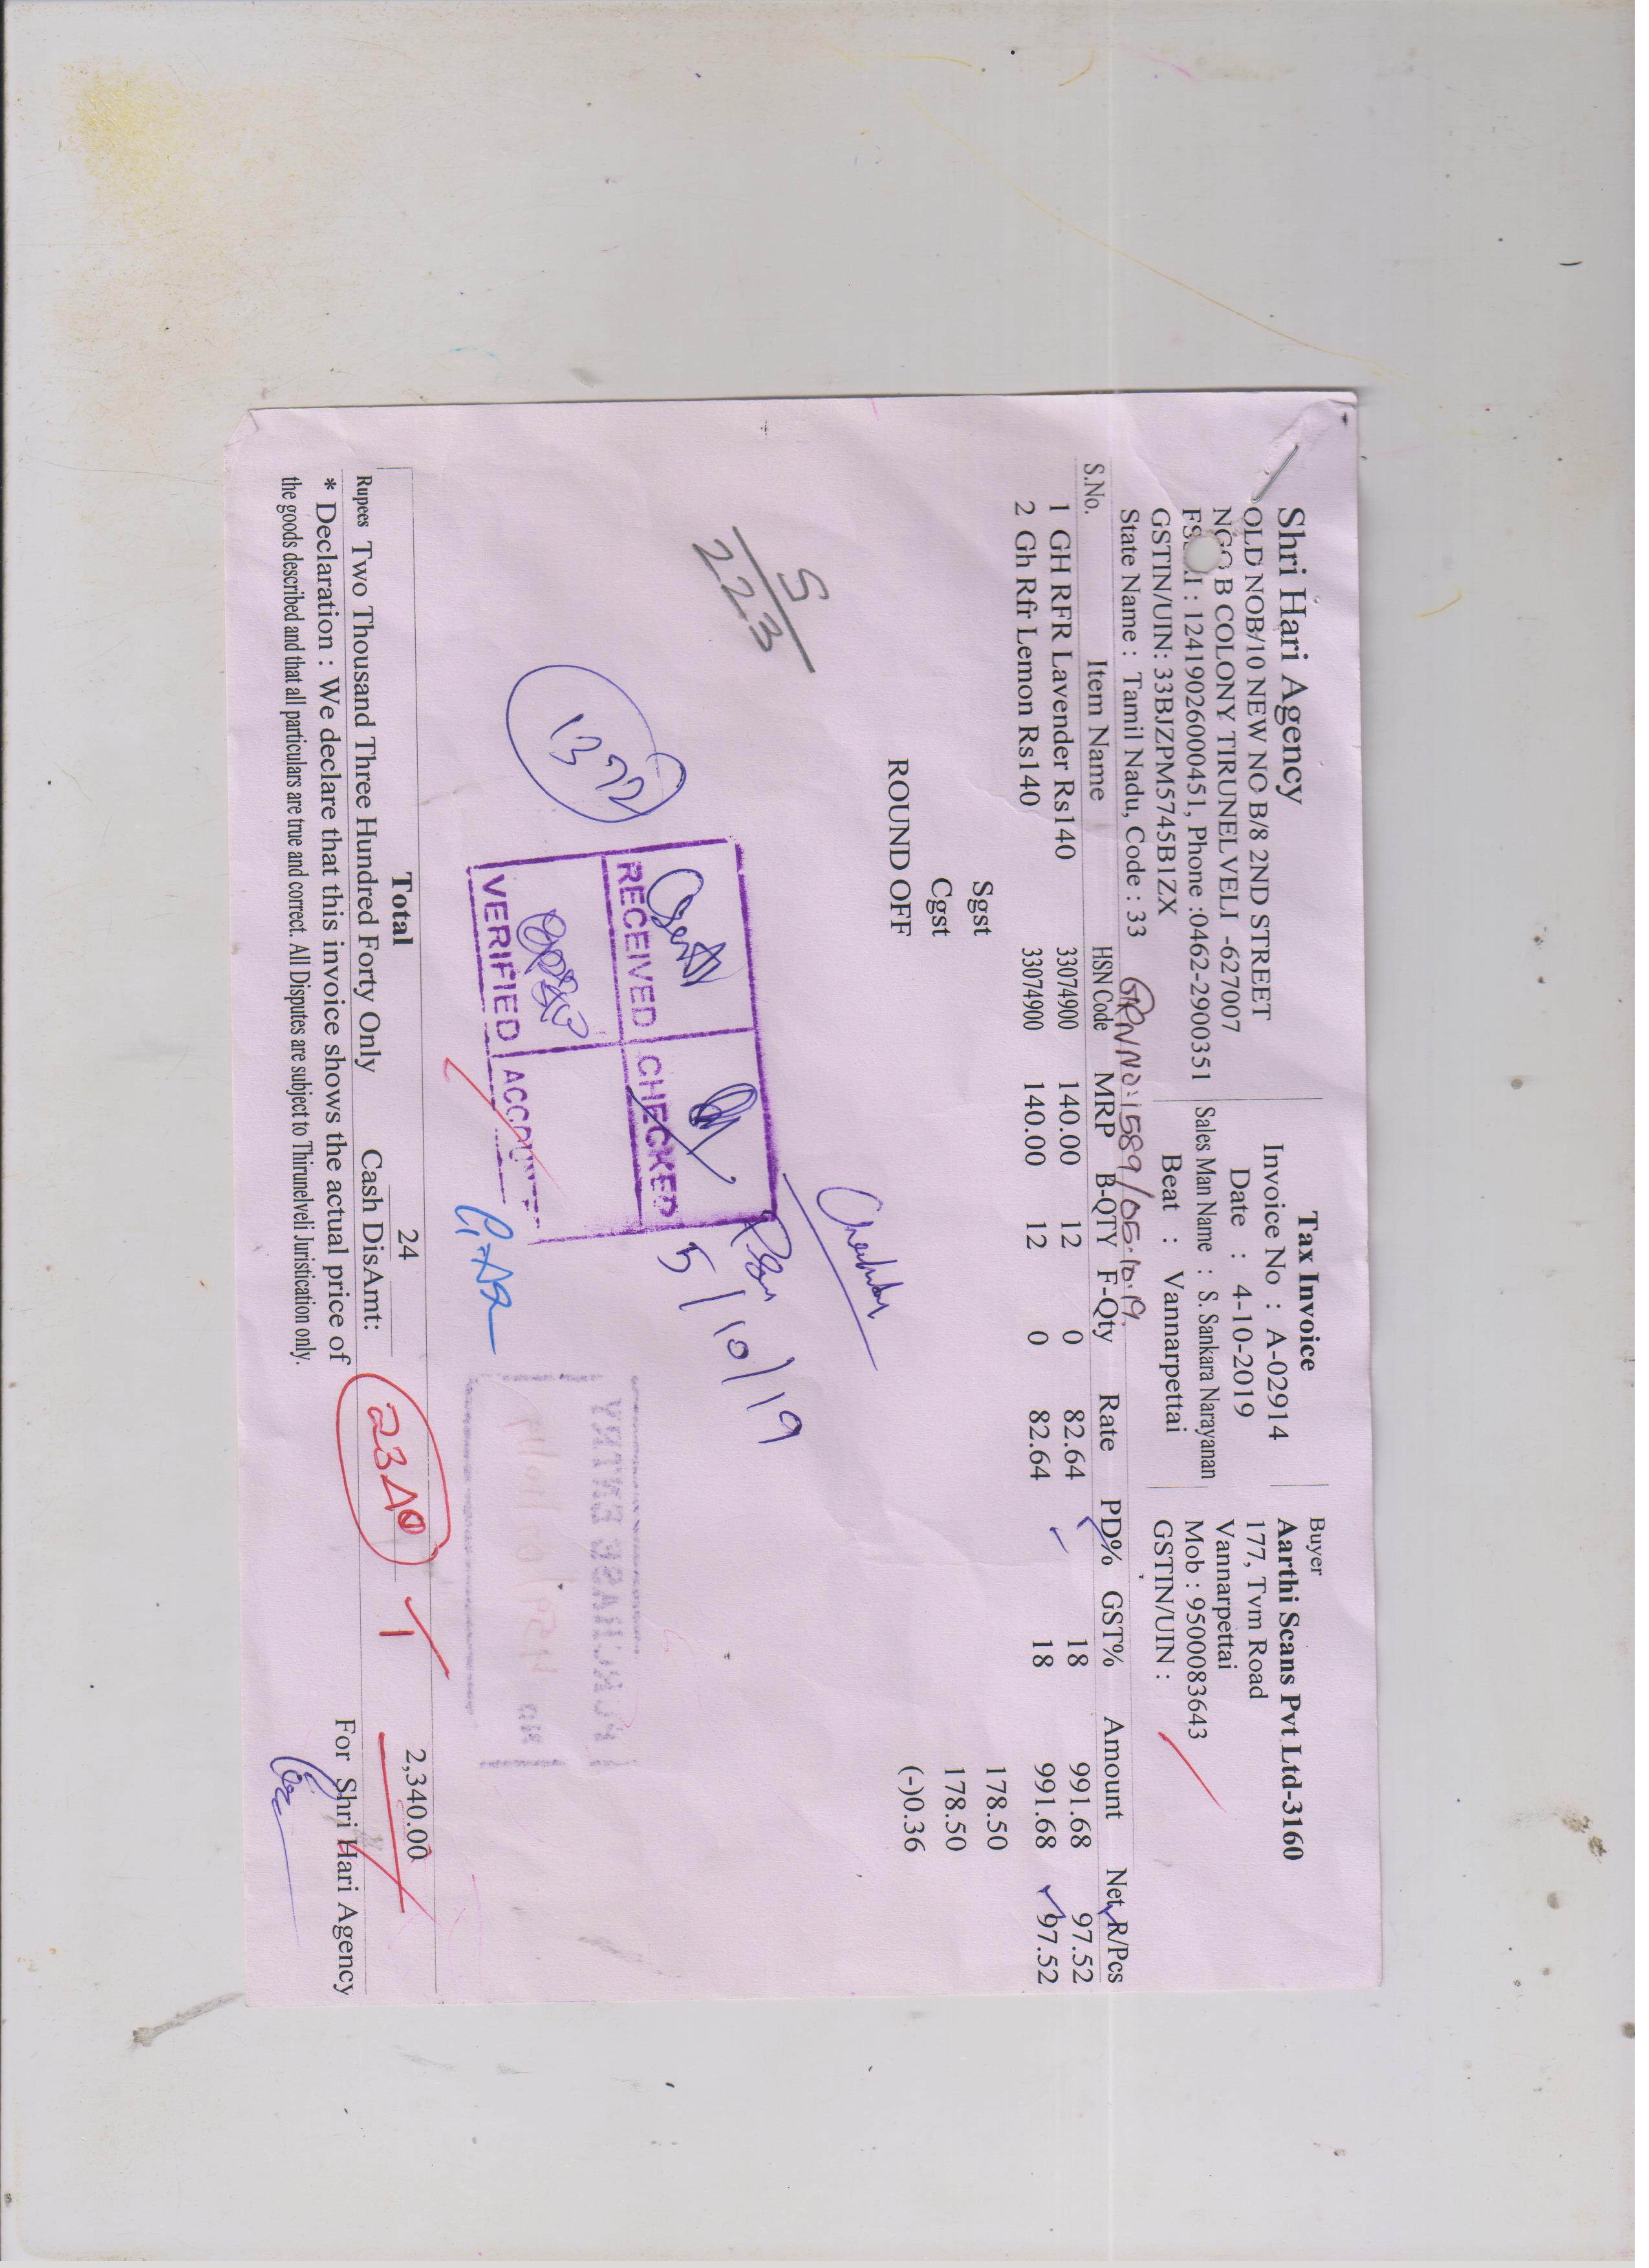 Shri Hari Agency
OLD NOB/10 NEW NO B/8 2ND STREET
B COLONY TIRUNELVELI -627007
: 12419026000451, Phone :0462-2900351
GSTIN/UIN: 33BJZPM5745B1ZX
State Name : Tamil Nadu, Code : 33
Tax Invoice
Invoice No : A-02914
Date : 4-10-2019
Sales Man Name : S. Sankara Narayanan
Beat : Vannarpettai
Buyer
Aarthi Scans Pvt Ltd-3160
177, Tvm Road
Vannarpettai
Mob : 9500083643
GSTIN/UIN :
GRN NO: 1589/05.10.19.
S.No. Item Name HSN Code MRP B-QTY F-Qty Rate PD% GST% Amount Net R/Pcs
1 GH RFR Lavender Rs140 33074900 140.00 12 0 82.64 18 991.68 97.52
2 Gh Rfr Lemon Rs140 33074900 140.00 12 0 82.64 18 991.68 97.52
Sgst 178.50
Cgst 178.50
ROUND OFF (-)0.36
S
223
1372
RECEIVED CHECKED
VERIFIED
5/10/19
PURCHASE ENTRY
Total 24 2,340.00
Rupees Two Thousand Three Hundred Forty Only Cash DisAmt:
2340
* Declaration : We declare that this invoice shows the actual price of
the goods described and that all particulars are true and correct. All Disputes are subject to Thirunelveli Juristication only.
For Shri Hari Agency